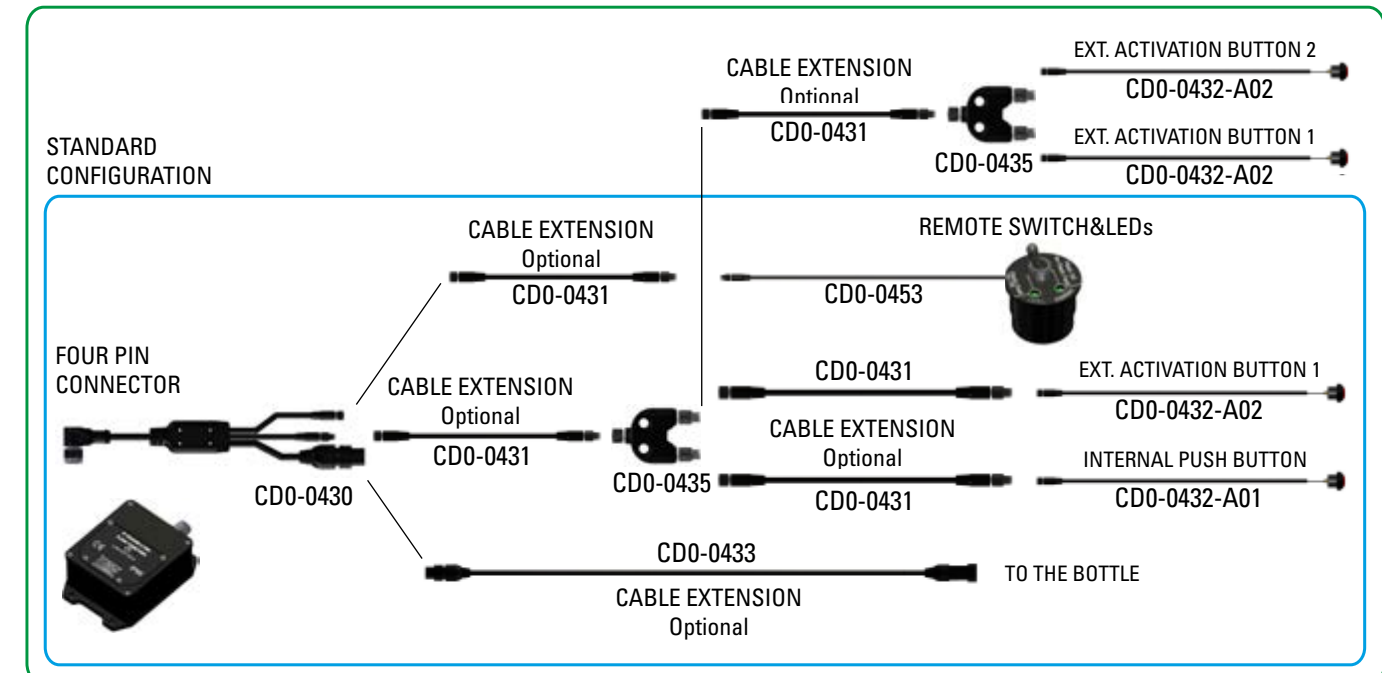 EXT. ACTIVATION BUTTON 2
CABLE EXTENSION
Optional
CD0-0432-A02
CD0-0431
EXT. ACTIVATION BUTTON 1
CD0-0435
CD0-0432-A02
STANDARD
CONFIGURATION
CABLE EXTENSION
Optional
CD0-0431
REMOTE SWITCH&LEDs
CD0-0453
FOUR PIN
CONNECTOR
CABLE EXTENSION
Optional
CD0-0431
CD0-0430
CD0-0435
CD0-0431
EXT. ACTIVATION BUTTON 1
CD0-0432-A02
CABLE EXTENSION
Optional
CD0-0431
INTERNAL PUSH BUTTON
CD0-0432-A01
CD0-0433
TO THE BOTTLE
CABLE EXTENSION
Optional